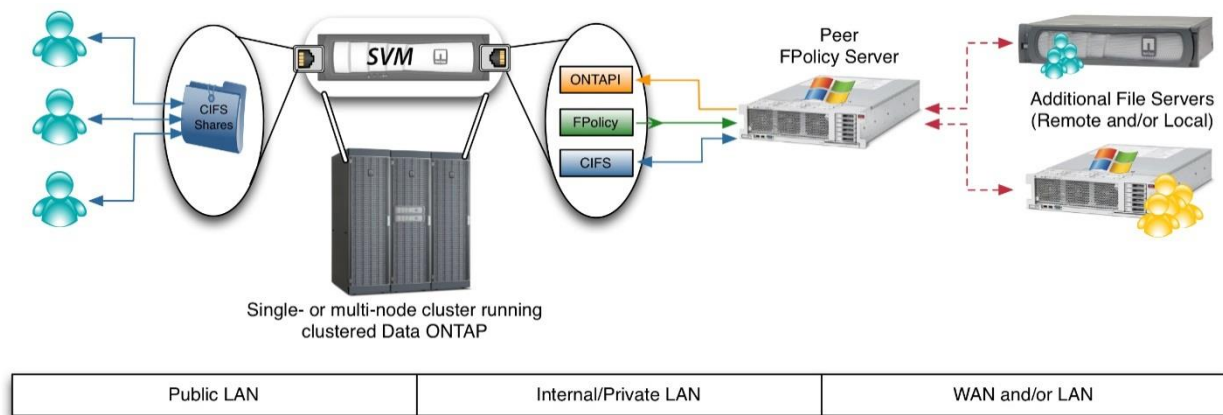 CIFS
Shares
SVM
ONTAPI
FPolicy
CIFS
Peer
FPolicy Server
Additional File Servers
(Remote and/or Local)
Single- or multi-node cluster running
clustered Data ONTAP
Public LAN
Internal/Private LAN
WAN and/or LAN